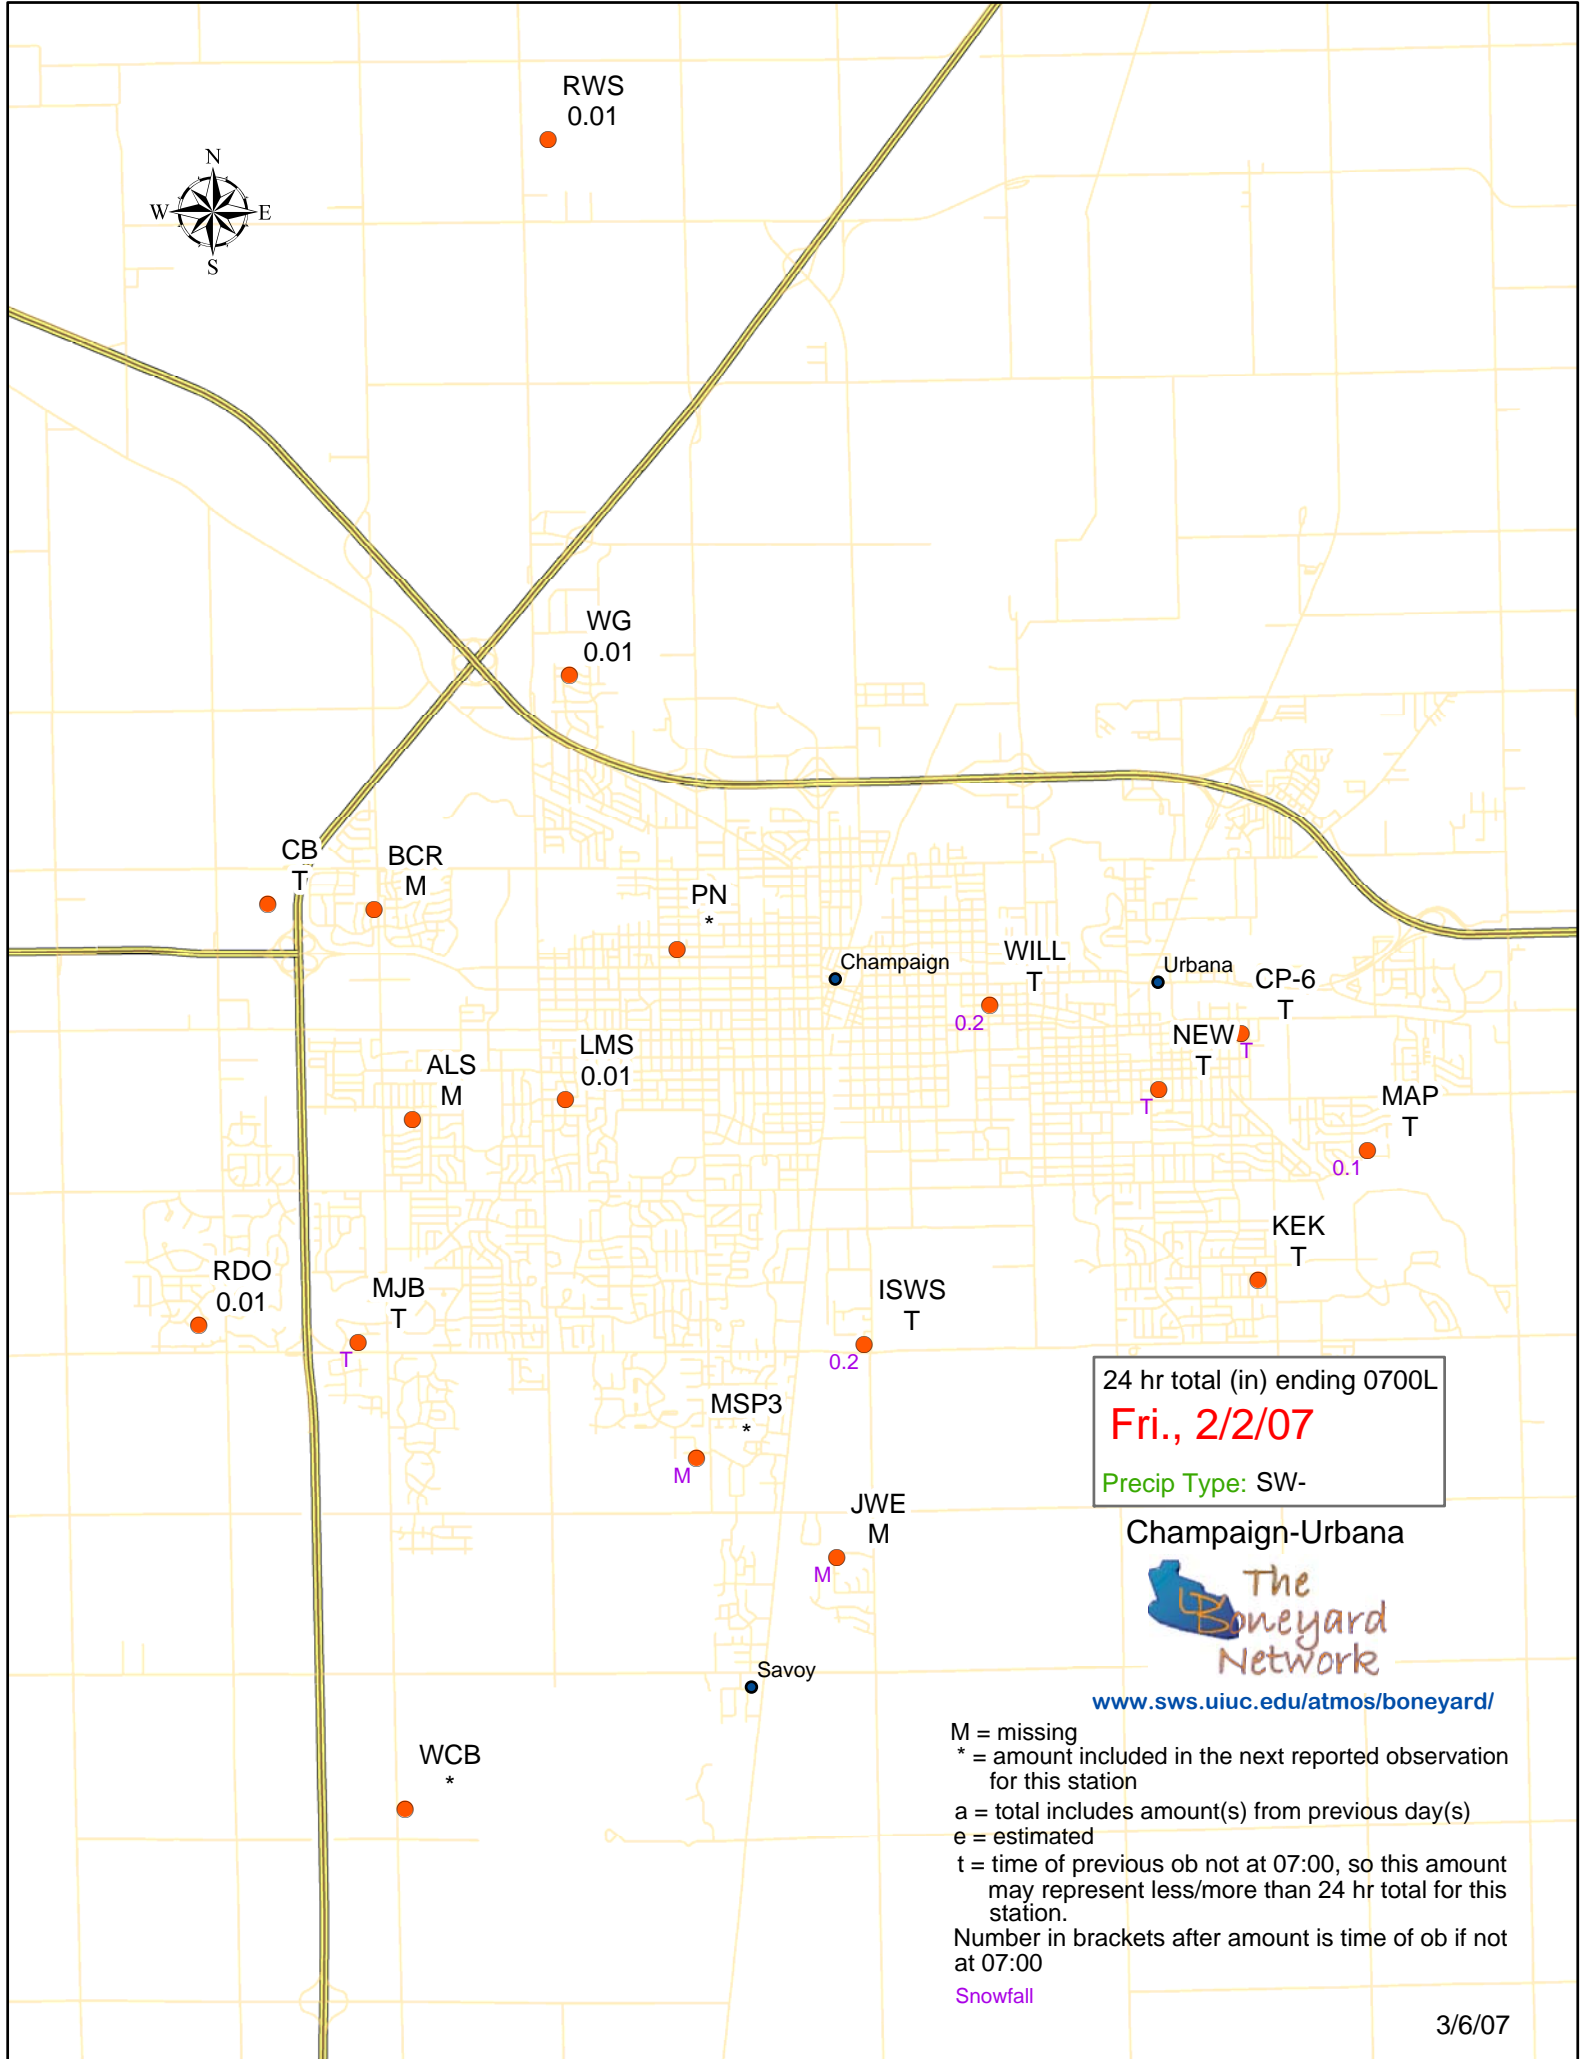 RWS
0.01
N
W
E
S
WG
0.01
CB
T
BCR
M
PN
*
Champaign
WILL
T
0.2
Urbana
CP-6
T
T
NEW
T
T
ALS
M
LMS
0.01
MAP
T
0.1
KEK
T
RDO
0.01
MJB
T
T
ISWS
T
0.2
MSP3
*
M
JWE
M
M
24 hr total (in) ending 0700L
Fri., 2/2/07
Precip Type: SW-
Champaign-Urbana
The
Boneyard
Network
www.sws.uiuc.edu/atmos/boneyard/
Savoy
WCB
*
M = missing
* = amount included in the next reported observation
for this station
a = total includes amount(s) from previous day(s)
e = estimated
t = time of previous ob not at 07:00, so this amount
may represent less/more than 24 hr total for this
station.
Number in brackets after amount is time of ob if not
at 07:00
Snowfall
3/6/07